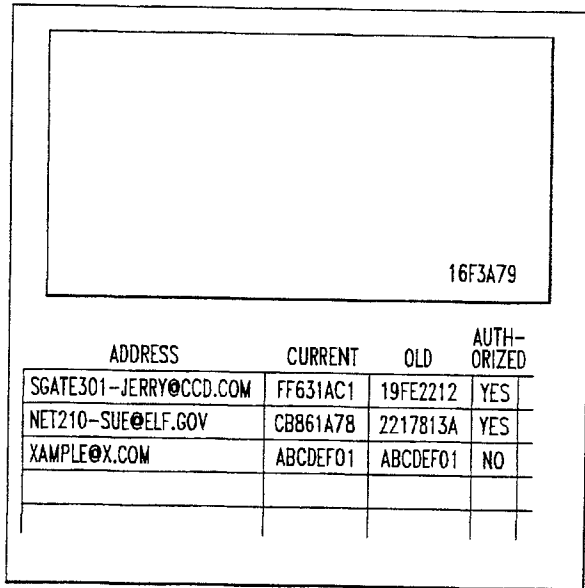 16F3A79
ADDRESS CURRENT OLD AUTH-
ORIZED
SGATE301-JERRY@CCD.COM FF631AC1 19FE2212 YES
NET210-SUE@ELF.GOV CB861A78 2217813A YES
XAMPLE@X.COM ABCDEF01 ABCDEF01 NO